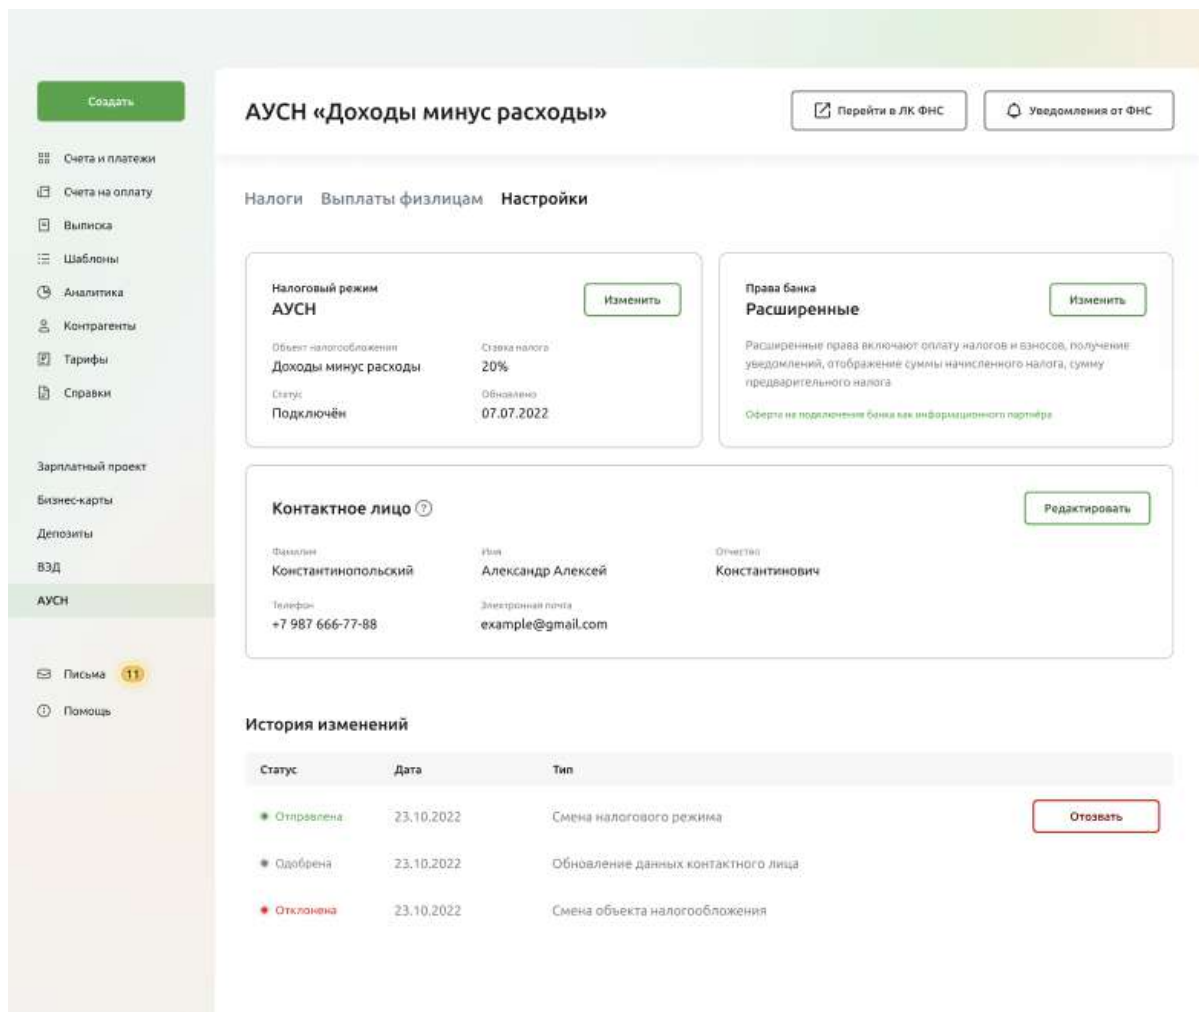 Создать
Счета и платежи
Счета на оплату
Выписка
Шаблоны
Аналитика
Контрагенты
Тарифы
Справки
Зарплатный проект
Бизнес-карты
Депозиты
ВЭД
АУСН
Письма 11
Помощь
АУСН «Доходы минус расходы»
Перейти в ЛК ФНС
Уведомления от ФНС
Налоги Выплаты физлицам Настройки
Налоговый режим
АУСН
Изменить
Объект налогообложения Ставка налога
Доходы минус расходы 20%
Статус Обновлено
Подключён 07.07.2022
Права банка
Расширенные
Изменить
Расширенные права включают оплату налогов и взносов, получение
уведомлений, отображение суммы начисленного налога, сумму
предварительного налога
Оферта на подключение банка как информационного партнёра
Контактное лицо ?
Редактировать
Фамилия Имя Отчество
Константинопольский Александр Алексей Константинович
Телефон Электронная почта
+7 987 666-77-88 example@gmail.com
История изменений
Статус Дата Тип
Отправлена 23.10.2022 Смена налогового режима Отозвать
Одобрена 23.10.2022 Обновление данных контактного лица
Отклонена 23.10.2022 Смена объекта налогообложения